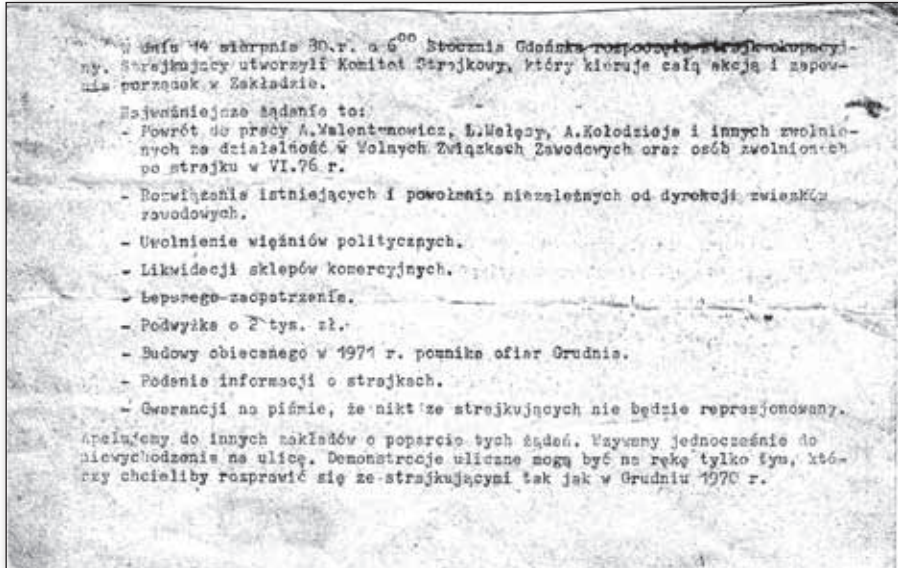 W dniu 14 sierpnia 80.r. o 6⁰⁰ Stocznia Gdańska rozpoczęła strajk okupacyj-
ny. Strajkujący utworzyli Komitet Strajkowy, który kieruje całą akcją i zapew-
nia porządek w Zakładzie.
Najważniejsze żądania to:
- Powrót do pracy A.Walentynowicz, L.Wałęsy, A.Kołodzieja i innych zwolnio-
nych za działalność w Wolnych Związkach Zawodowych oraz osób zwolnionych
po strajku w VI.76 r.
- Rozwiązania istniejących i powołania niezależnych od dyrekcji związków
zawodowych.
- Uwolnienie więźniów politycznych.
- Likwidacji sklepów komercyjnych.
- Lepszego zaopatrzenia.
- Podwyżka o 2 tys. zł.
- Budowy obiecanego w 1971 r. pomnika ofiar Grudnia.
- Podania informacji o strajkach.
- Gwarancji na piśmie, że nikt ze strajkujących nie będzie represjonowany.
Apelujemy do innych zakładów o poparcie tych żądań. Wzywamy jednocześnie do
niewychodzenia na ulicę. Demonstracje uliczne mogą być na rękę tylko tym, któ-
rzy chcieliby rozprawić się ze strajkującymi tak jak w Grudniu 1970 r.